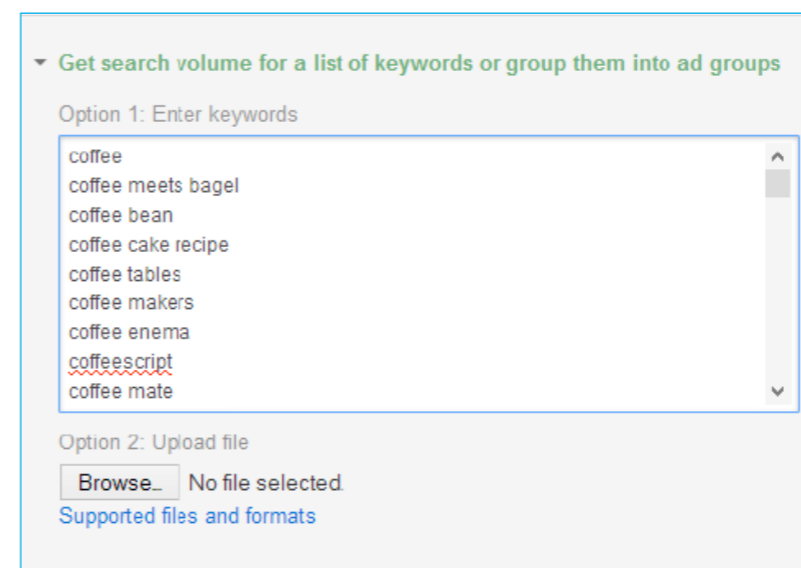 Get search volume for a list of keywords or group them into ad groups
Option 1: Enter keywords
coffee
coffee meets bagel
coffee bean
coffee cake recipe
coffee tables
coffee makers
coffee enema
coffeescript
coffee mate
Option 2: Upload file
Browse... No file selected.
Supported files and formats